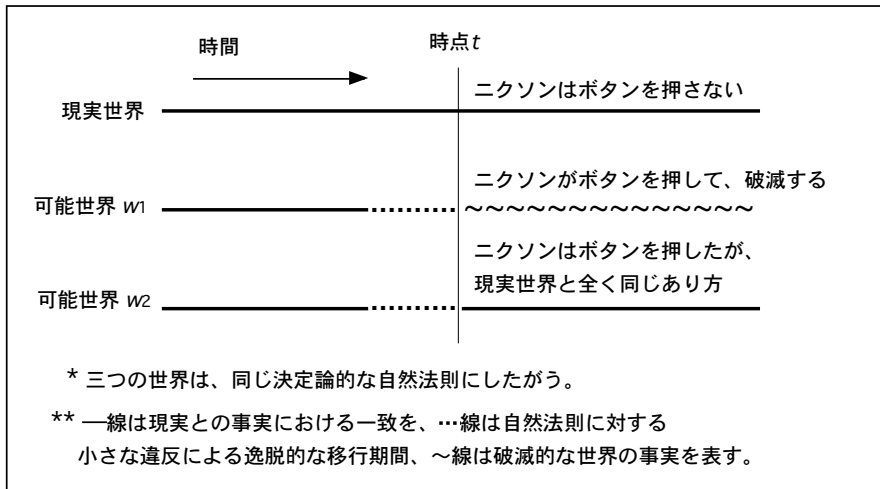 時間
時点t
ニクソンはボタンを押さない
現実世界
ニクソンがボタンを押して、破滅する
可能世界 w1
~~~~~~~~~~~~~~
ニクソンはボタンを押したが、
現実世界と全く同じあり方
可能世界 w2
* 三つの世界は、同じ決定論的な自然法則にしたがう。
** —線は現実との事実における一致を、…線は自然法則に対する
小さな違反による逸脱的な移行期間、～線は破滅的な世界の事実を表す。